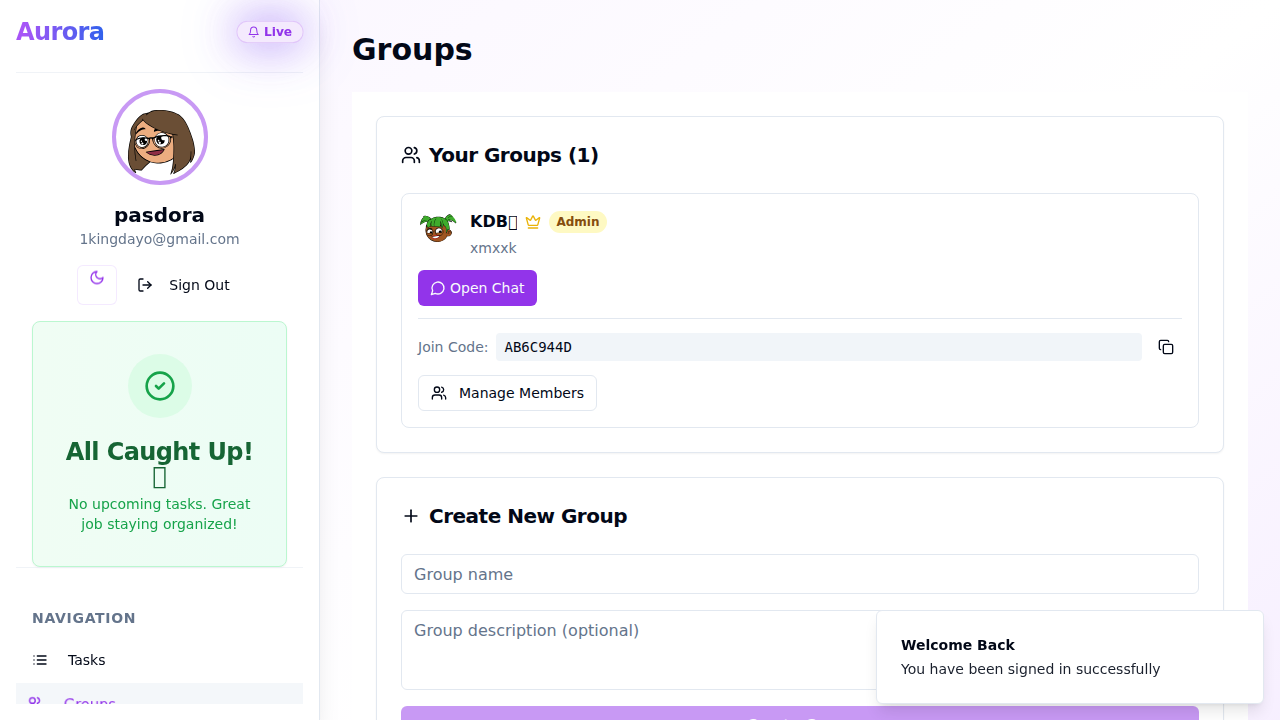 Aurora
Live
pasdora
1kingdayo@gmail.com
Sign Out
All Caught Up!
No upcoming tasks. Great
job staying organized!
NAVIGATION
Tasks
Groups
Groups
Your Groups (1)
KDB
Admin
xmxxk
Open Chat
Join Code:
AB6C944D
Manage Members
Create New Group
Group name
Group description (optional)
Welcome Back
You have been signed in successfully